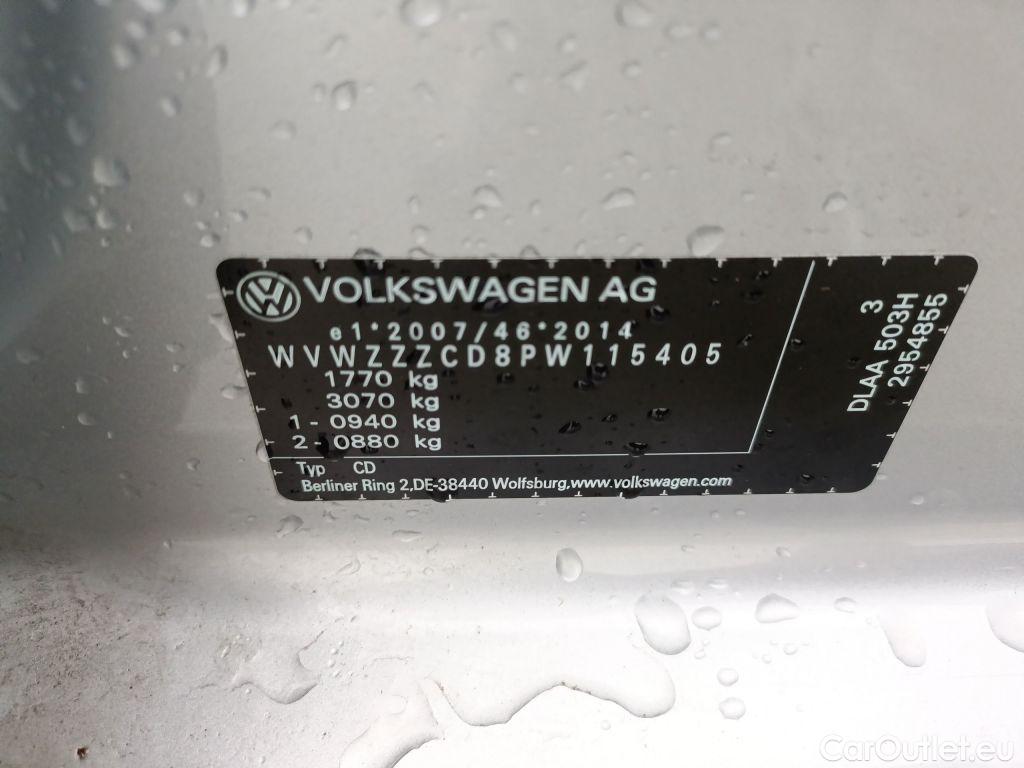 VOLKSWAGEN AG
e1*2007/46*2014
WVWZZZCD8PW115405
1770 kg
3070 kg
1 - 0940 kg
2 - 0880 kg
Typ CD
Berliner Ring 2,DE-38440 Wolfsburg,www.volkswagen.com
3
DLAA 503H
2954855
CarOutlet.eu